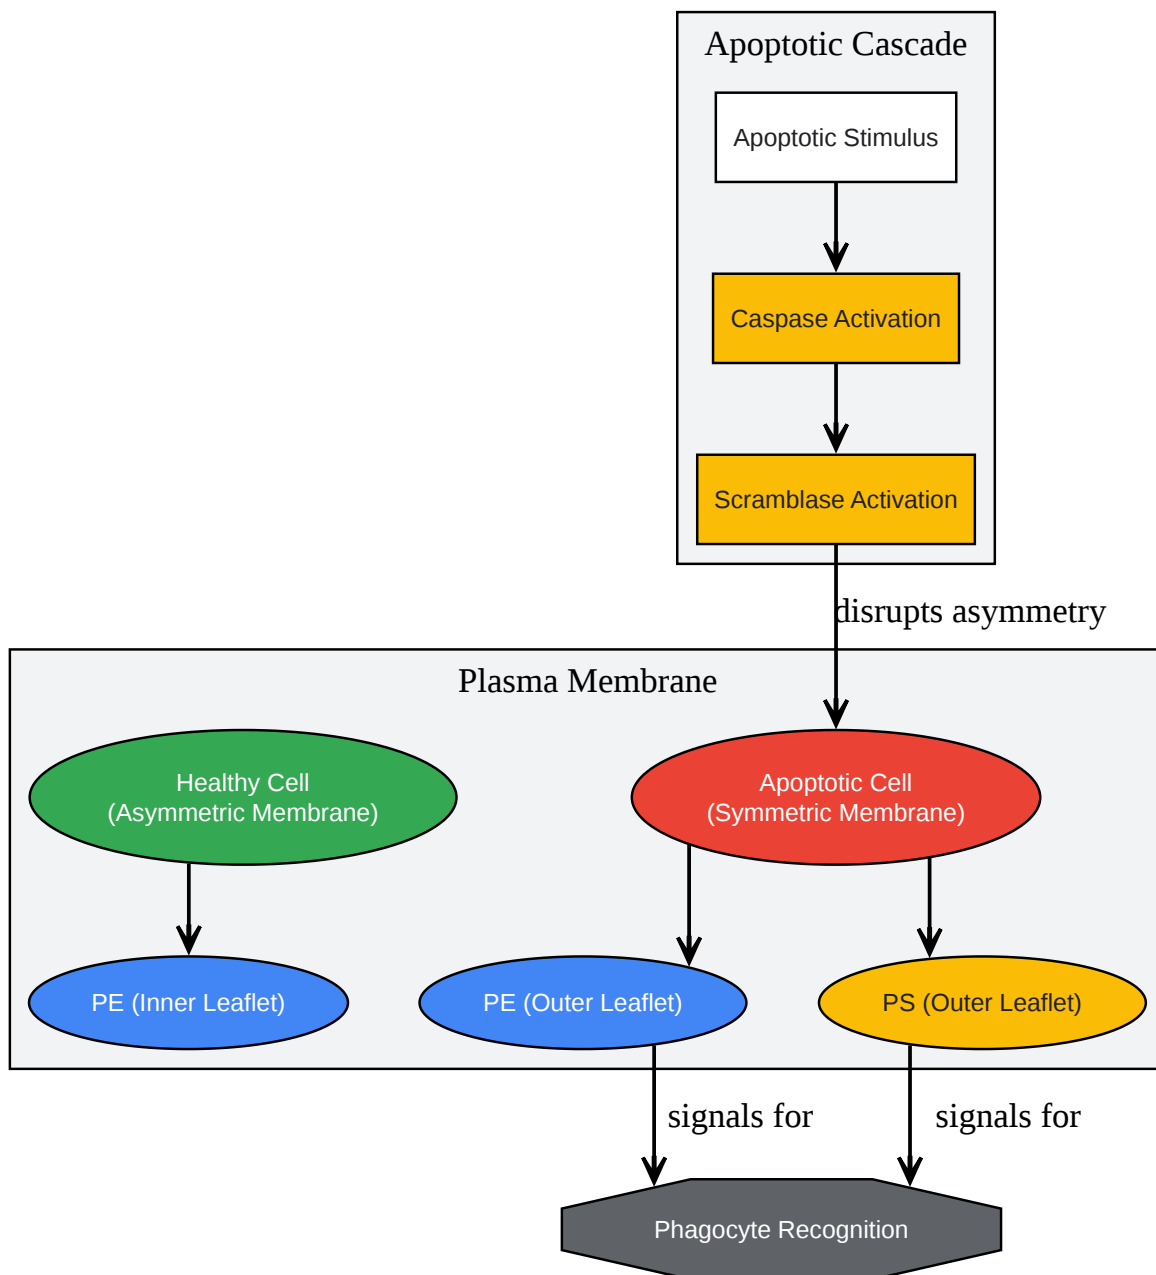 Apoptotic Cascade
Apoptotic Stimulus
Caspase Activation
Scramblase Activation
disrupts asymmetry
Plasma Membrane
Healthy Cell
(Asymmetric Membrane)
Apoptotic Cell
(Symmetric Membrane)
PE (Inner Leaflet)
PE (Outer Leaflet)
PS (Outer Leaflet)
signals for
signals for
Phagocyte Recognition